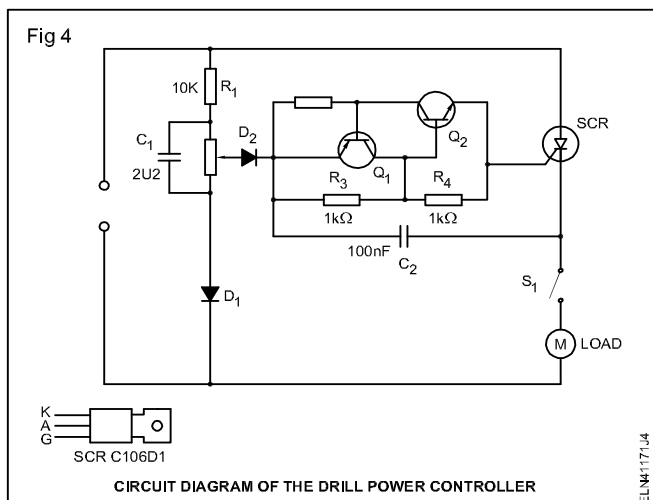 Fig 4
10K R1
C1
2U2
D2
Q2
SCR
Q1
R3
R4
1kΩ
1kΩ
100nF
C2
S1
D1
M LOAD
K
A
G
SCR C106D1
CIRCUIT DIAGRAM OF THE DRILL POWER CONTROLLER
ELN41171J4